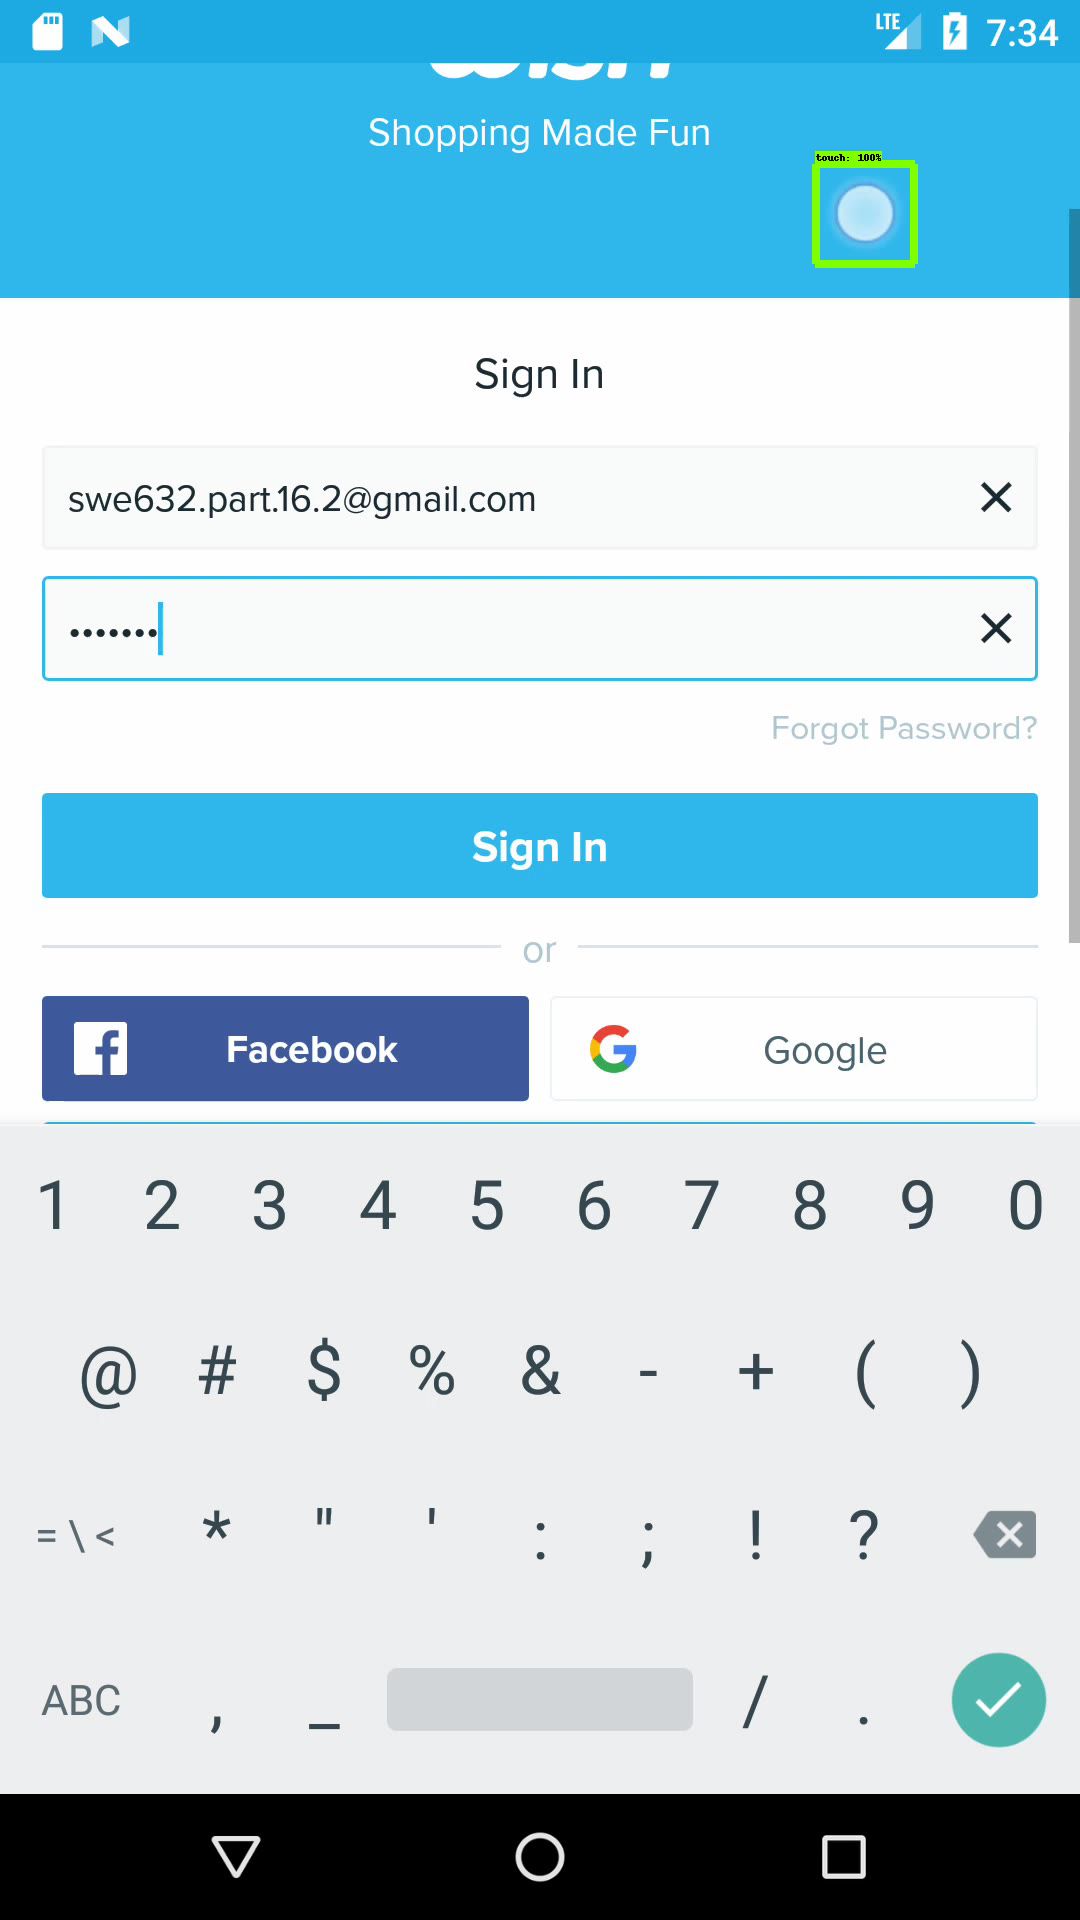 LTE 7:34
wish
Shopping Made Fun
touch: 100%
Sign In
swe632.part.16.2@gmail.com
•••••••
Forgot Password?
Sign In
or
Facebook
Google
1 2 3 4 5 6 7 8 9 0
@ # $ % & - + ( )
= \ < * " ' : ; ! ?
ABC , _ / .